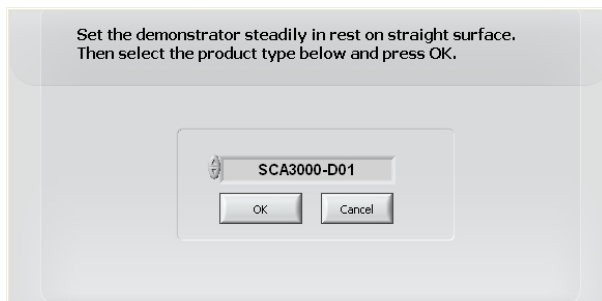 Set the demonstrator steadily in rest on straight surface.
Then select the product type below and press OK.
SCA3000-D01
OK Cancel